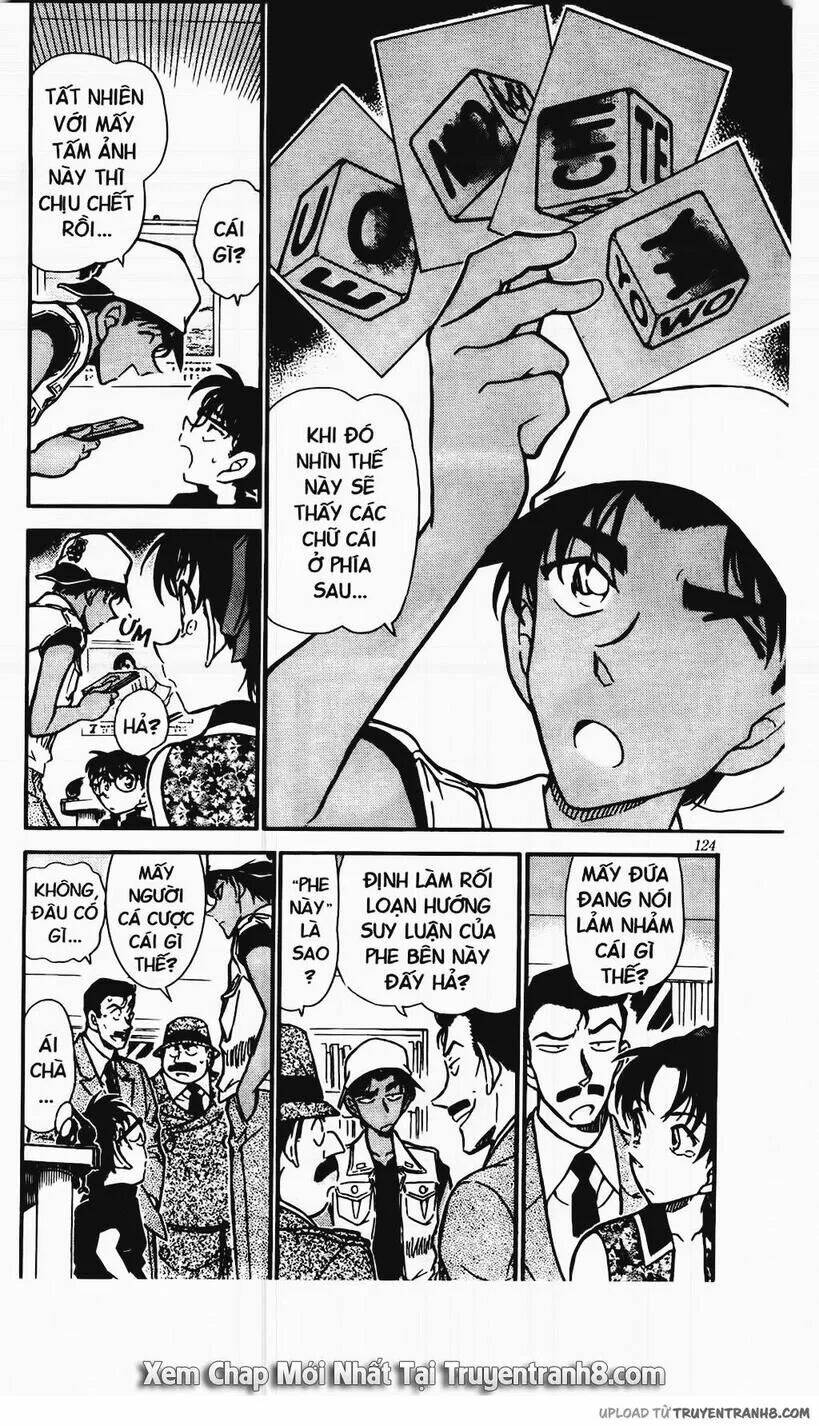 U
O
E
N
CHI
TE
YO
WO
KHI ĐÓ
NHÌN THẾ
NÀY SẼ
THẤY CÁC
CHỮ CÁI
Ở PHÍA
SAU...
TẤT NHIÊN
VỚI MẤY
TẤM ẢNH
NÀY THÌ
CHỊU CHẾT
RỒI...
CÁI
GÌ?
ỪM
HẢ?
124
MẤY ĐỨA
ĐANG NÓI
LẢM NHẢM
CÁI GÌ
THẾ?
ĐỊNH LÀM RỐI
LOẠN HƯỚNG
SUY LUẬN CỦA
PHE BÊN NÀY
ĐẤY HẢ?
"PHE
NÀY"
LÀ
SAO
?
MẤY
NGƯỜI
CÁ CƯỢC
CÁI GÌ
THẾ?
KHÔNG,
ĐÂU CÓ
GÌ...
ÁI
CHÀ
...
Xem Chap Mới Nhất Tại Truyentranh8.com
UPLOAD TỪ TRUYENTRANH8.COM